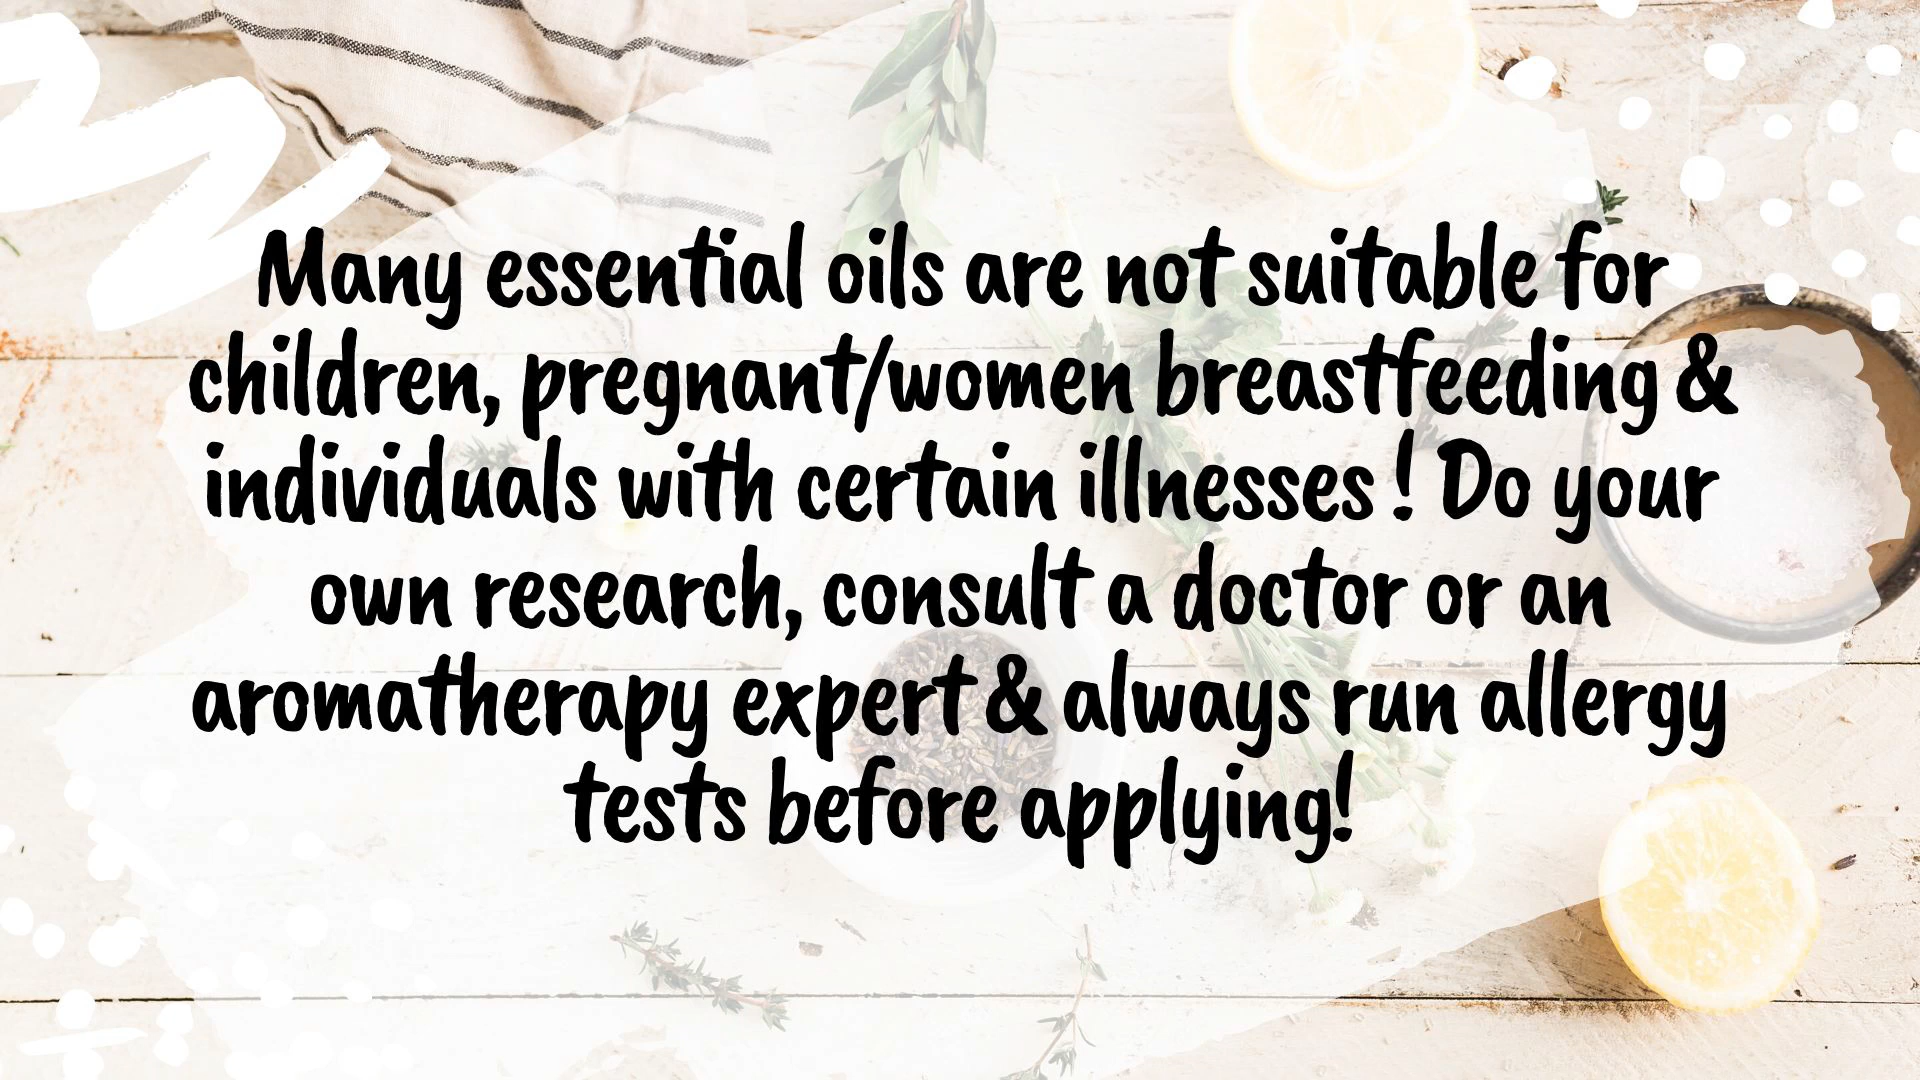 Many essential oils are not suitable for
children, pregnant/women breastfeeding &
individuals with certain illnesses ! Do your
own research, consult a doctor or an
aromatherapy expert & always run allergy
tests before applying!